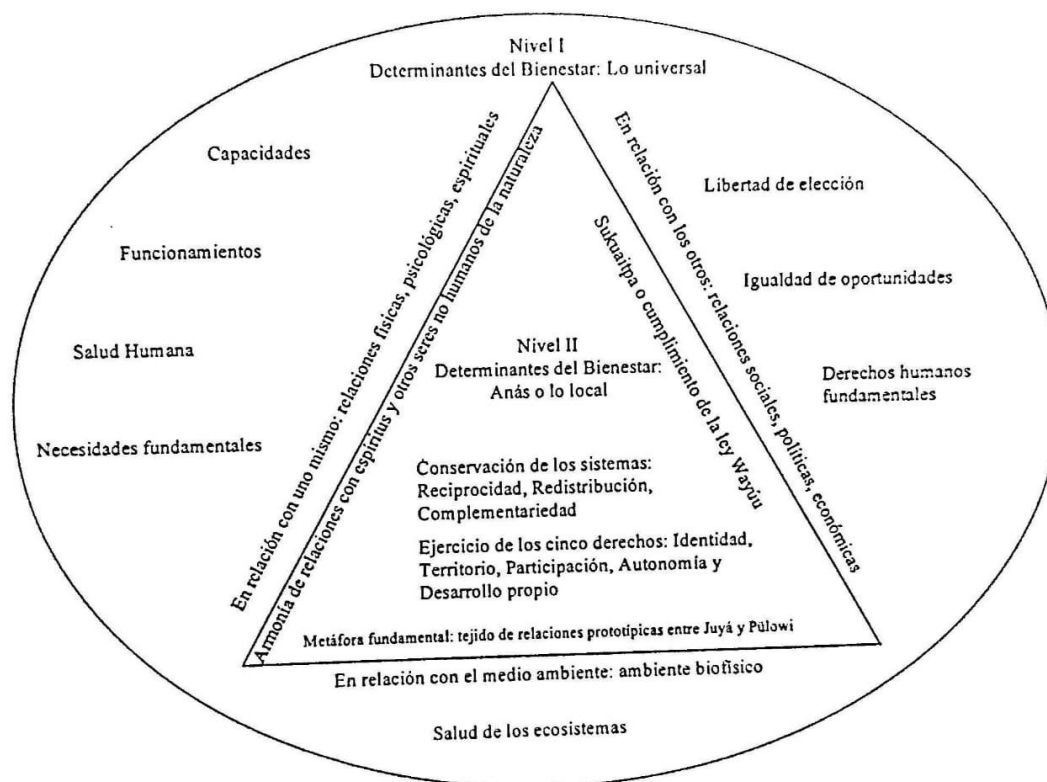 Nivel I
Determinantes del Bienestar: Lo universal
Capacidades
Funcionamientos
Salud Humana
Necesidades fundamentales
En relación con uno mismo: relaciones físicas, psicológicas, espirituales
Armonía de relaciones con espíritus y otros seres no humanos de la naturaleza
En relación con los otros: relaciones sociales, políticas, económicas
Sukuaitpa o cumplimiento de la ley Wayúu
Libertad de elección
Igualdad de oportunidades
Derechos humanos
fundamentales
Nivel II
Determinantes del Bienestar:
Anás o lo local
Conservación de los sistemas:
Reciprocidad, Redistribución,
Complementariedad
Ejercicio de los cinco derechos: Identidad,
Territorio, Participación, Autonomía y
Desarrollo propio
Metáfora fundamental: tejido de relaciones prototípicas entre Juyá y Pülowi
En relación con el medio ambiente: ambiente biofísico
Salud de los ecosistemas